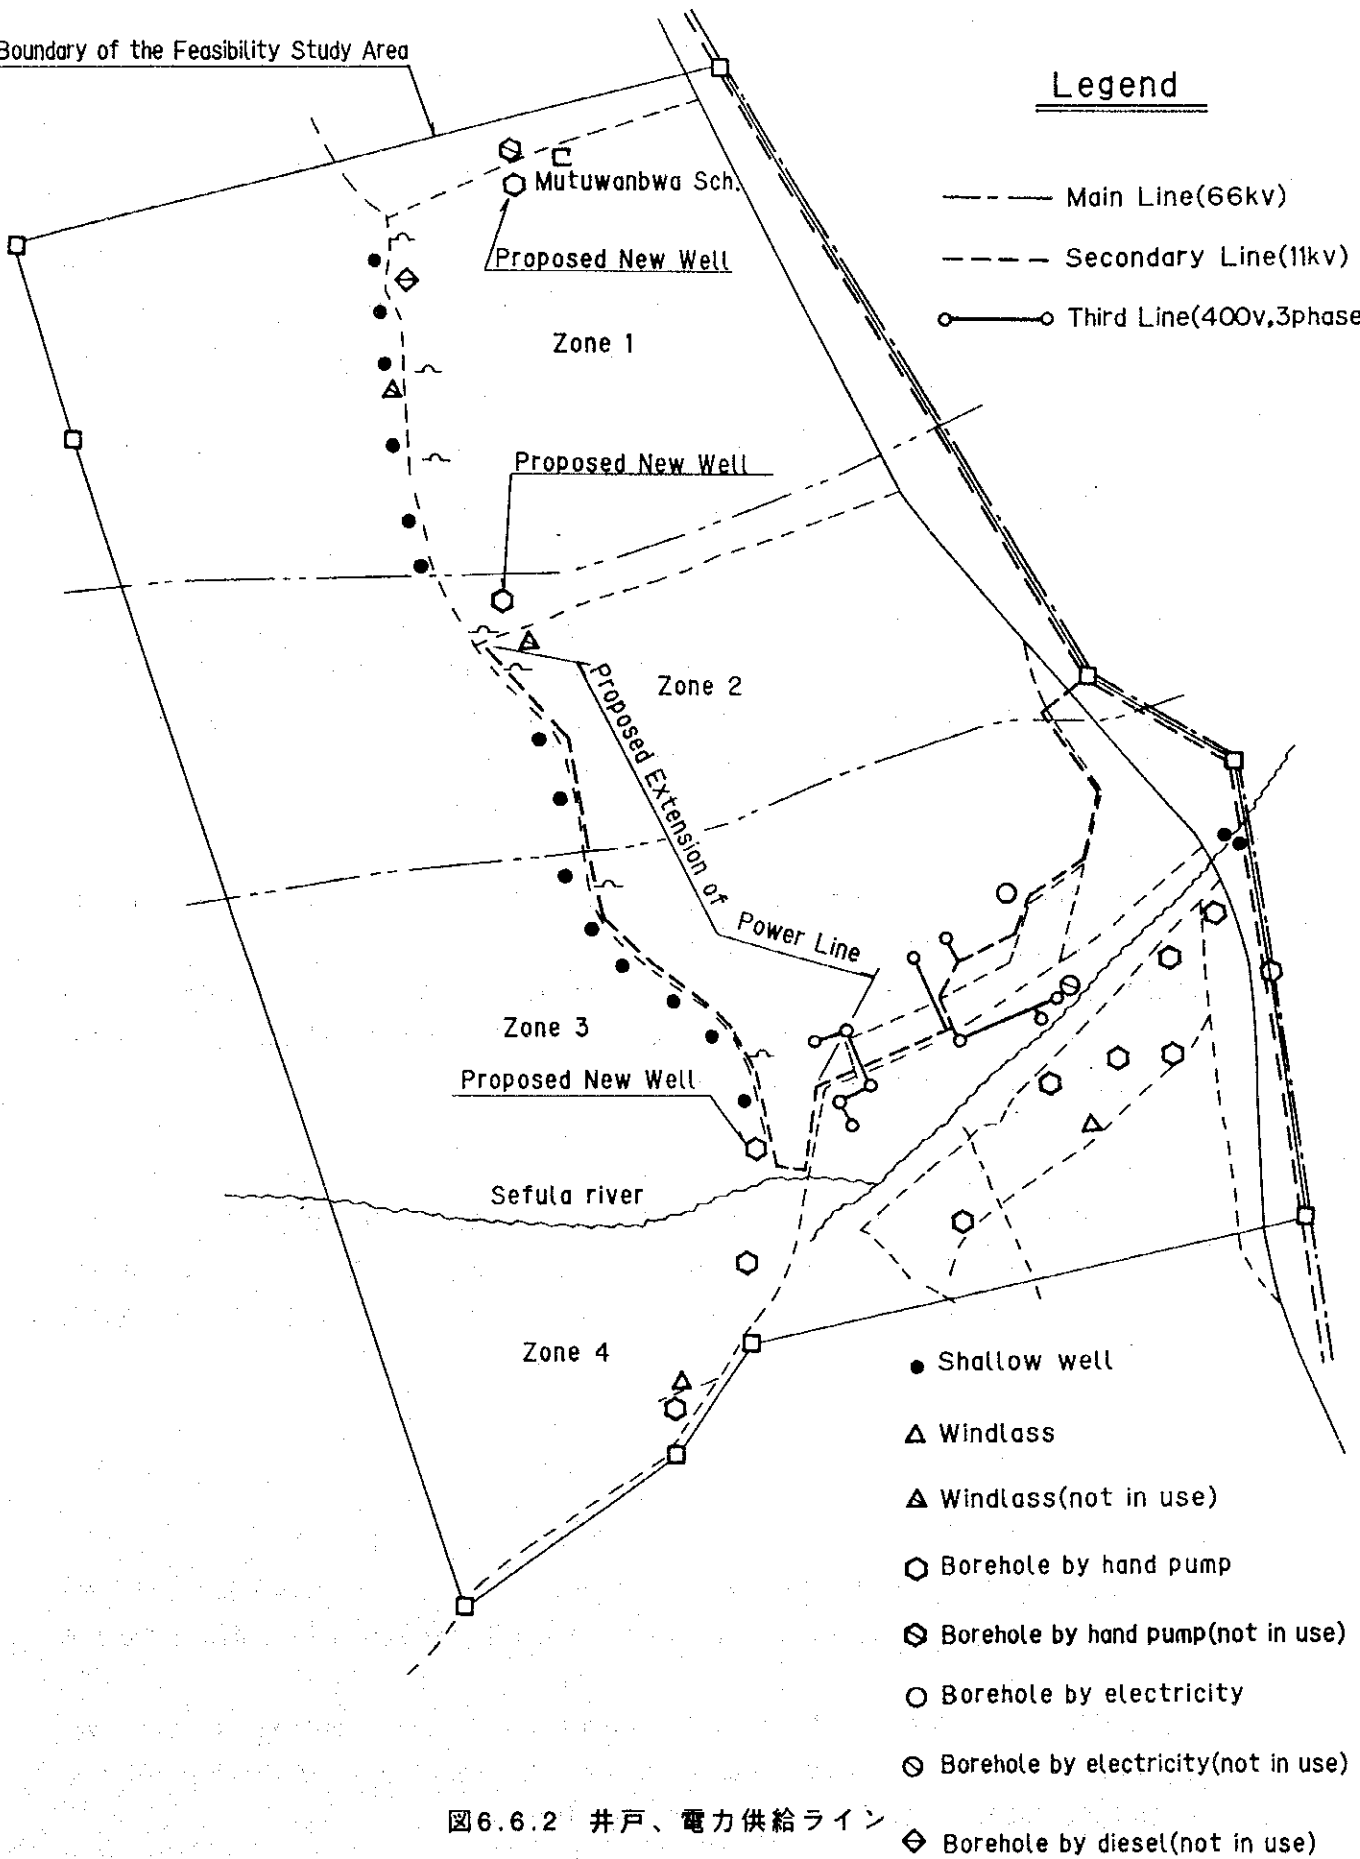 Boundary of the Feasibility Study Area
Legend
Main Line(66kv)
Secondary Line(11kv)
Third Line(400v,3phase
Mutuwanbwa Sch.
Proposed New Well
Zone 1
Proposed New Well
Zone 2
Proposed Extension of
Power Line
Zone 3
Proposed New Well
Sefula river
Zone 4
Shallow well
Windlass
Windlass(not in use)
Borehole by hand pump
Borehole by hand pump(not in use)
Borehole by electricity
Borehole by electricity(not in use)
Borehole by diesel(not in use)
図6.6.2 井戸、電力供給ライン